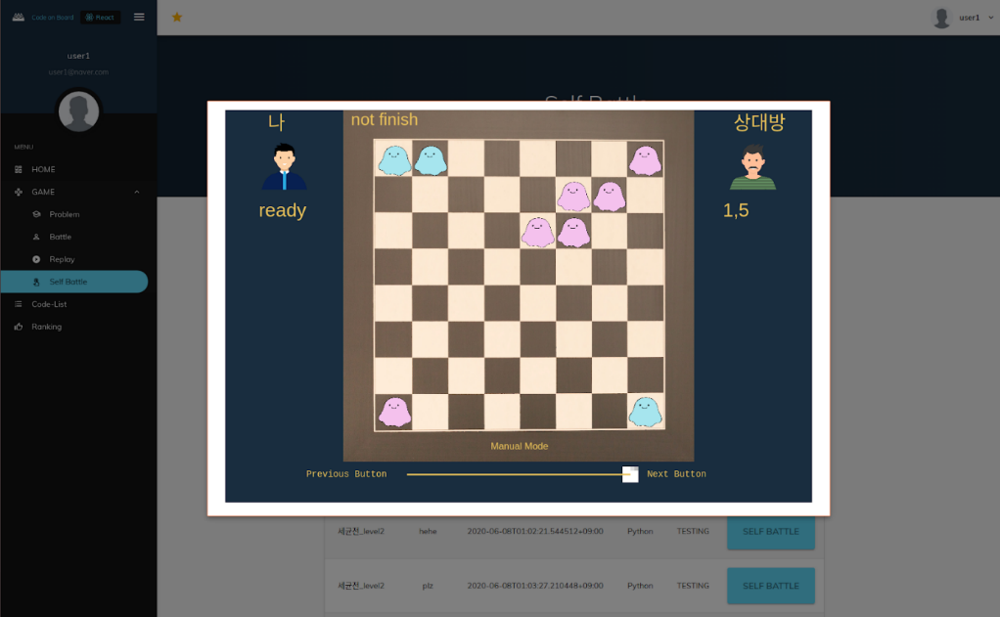 Code on Board
React
user1
user1
user1@naver.com
Self Battle
MENU
HOME
GAME
Problem
Battle
Replay
Self Battle
Code-List
Ranking
나
not finish
상대방
ready
1,5
Manual Mode
Previous Button
Next Button
세균전_level2 hehe 2020-06-08T01:02:21.544512+09:00 Python TESTING SELF BATTLE
세균전_level2 plz 2020-06-08T01:03:27.210448+09:00 Python TESTING SELF BATTLE